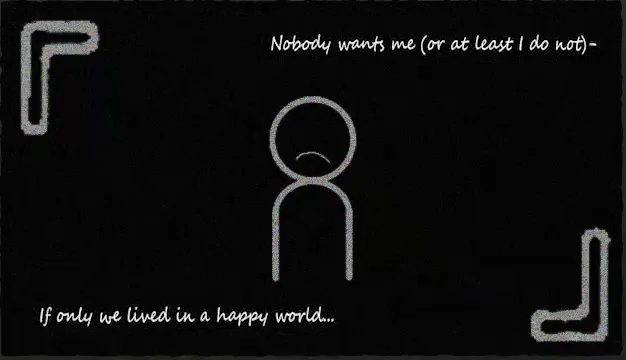 Nobody wants me (or at least I do not)-
If only we lived in a happy world...